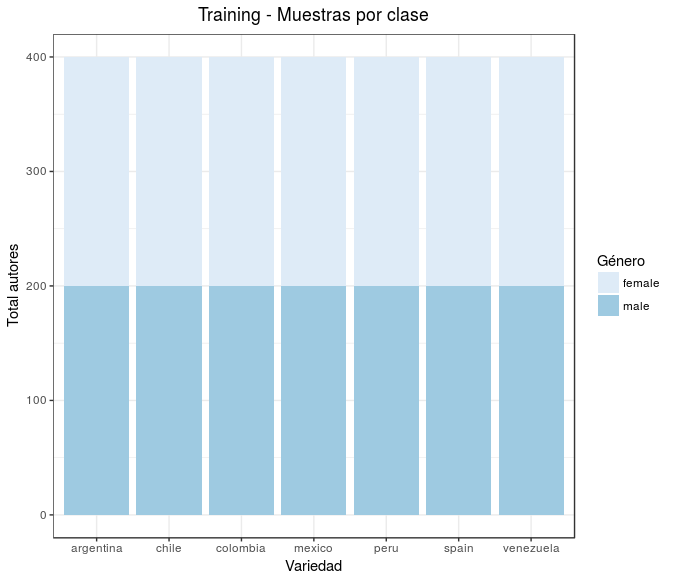 Training - Muestras por clase
400
300
200
100
0
Total autores
argentina chile colombia mexico peru spain venezuela
Variedad
Género
female
male